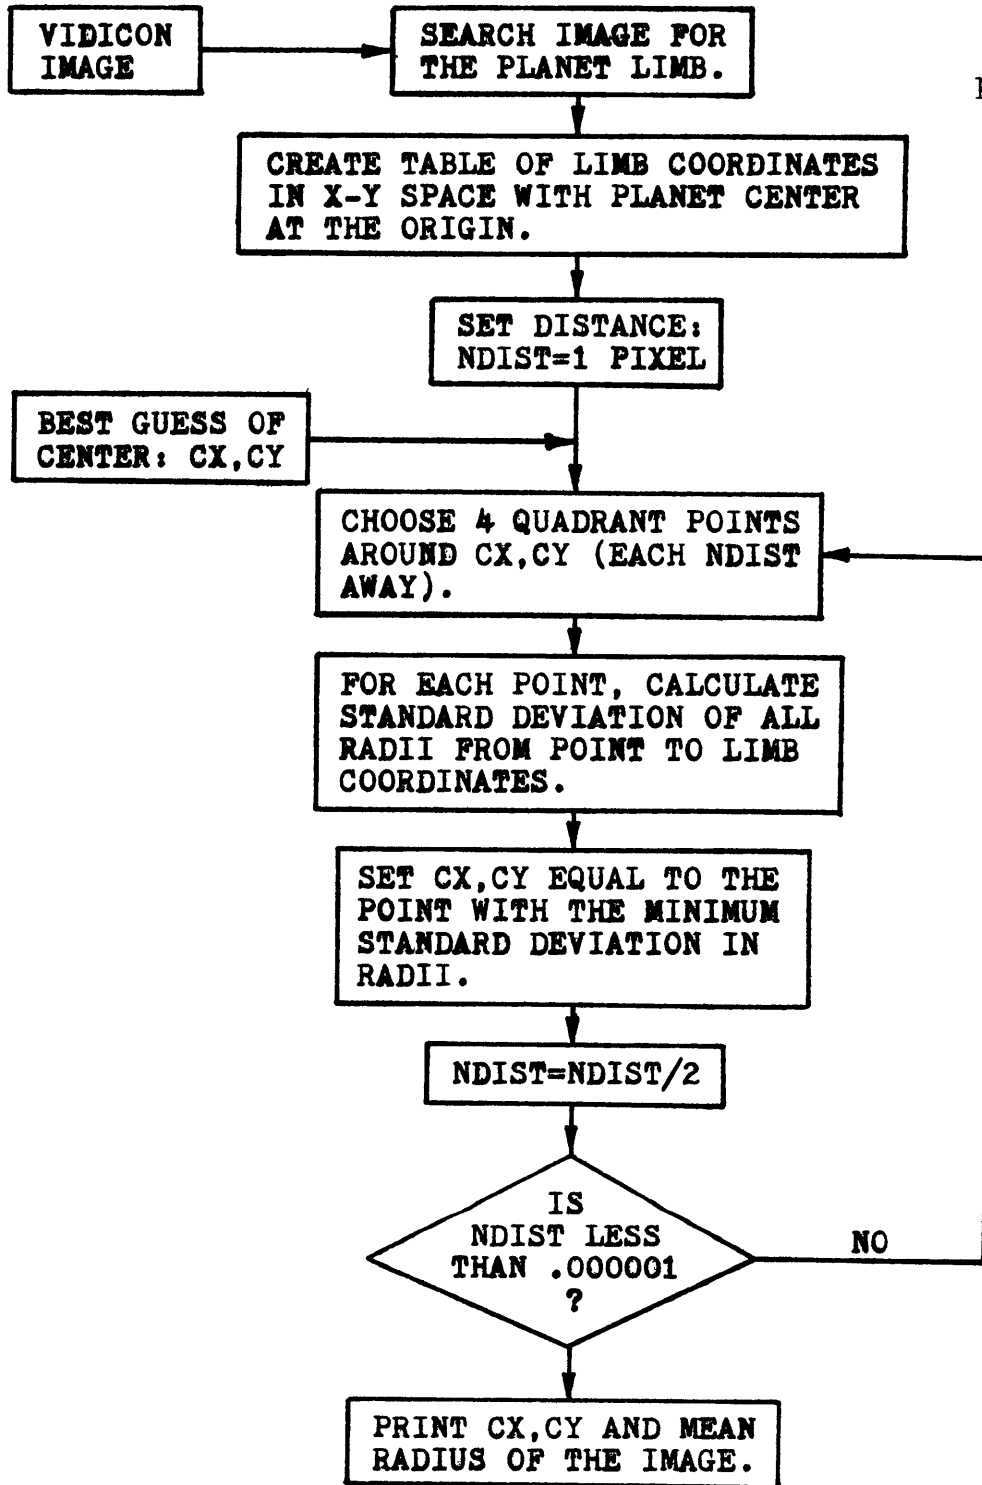 VIDICON
IMAGE
SEARCH IMAGE FOR
THE PLANET LIMB.
CREATE TABLE OF LIMB COORDINATES
IN X-Y SPACE WITH PLANET CENTER
AT THE ORIGIN.
SET DISTANCE:
NDIST=1 PIXEL
BEST GUESS OF
CENTER: CX,CY
CHOOSE 4 QUADRANT POINTS
AROUND CX,CY (EACH NDIST
AWAY).
FOR EACH POINT, CALCULATE
STANDARD DEVIATION OF ALL
RADII FROM POINT TO LIMB
COORDINATES.
SET CX,CY EQUAL TO THE
POINT WITH THE MINIMUM
STANDARD DEVIATION IN
RADII.
NDIST=NDIST/2
IS
NDIST LESS
THAN .000001
?
NO
PRINT CX,CY AND MEAN
RADIUS OF THE IMAGE.